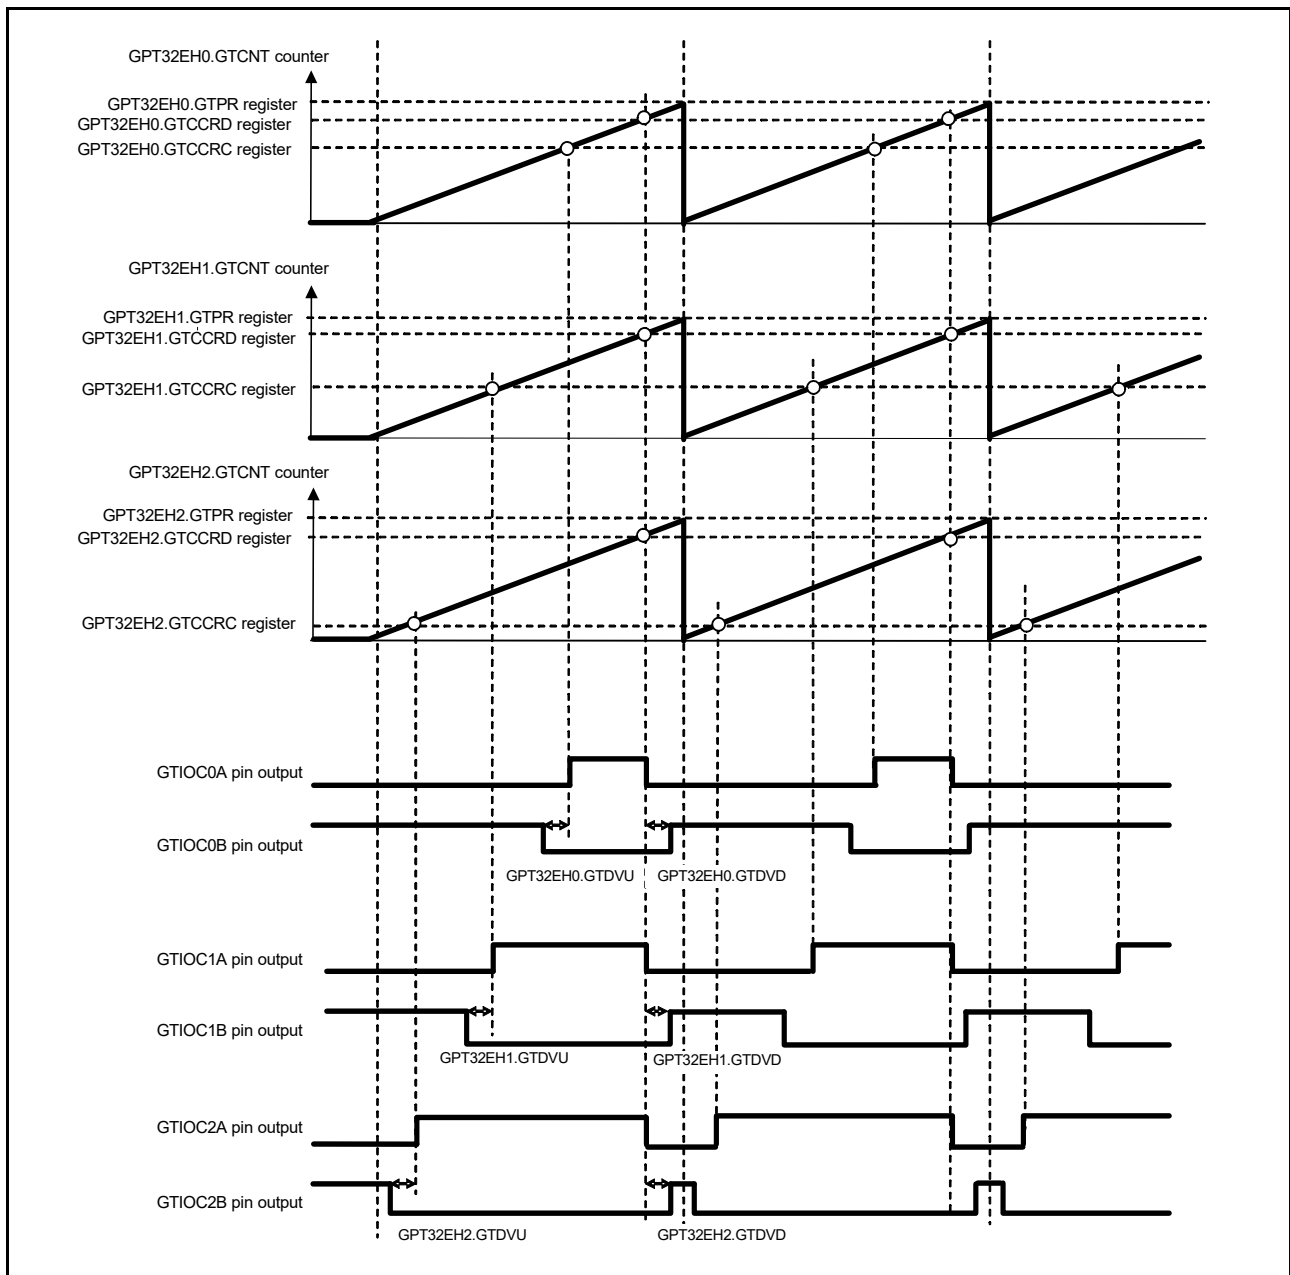 GPT32EH0.GTCNT counter
GPT32EH0.GTPR register
GPT32EH0.GTCCRD register
GPT32EH0.GTCCRC register
GPT32EH1.GTCNT counter
GPT32EH1.GTPR register
GPT32EH1.GTCCRD register
GPT32EH1.GTCCRC register
GPT32EH2.GTCNT counter
GPT32EH2.GTPR register
GPT32EH2.GTCCRD register
GPT32EH2.GTCCRC register
GTIOC0A pin output
GTIOC0B pin output
GPT32EH0.GTDVU GPT32EH0.GTDVD
GTIOC1A pin output
GTIOC1B pin output
GPT32EH1.GTDVU GPT32EH1.GTDVD
GTIOC2A pin output
GTIOC2B pin output
GPT32EH2.GTDVU GPT32EH2.GTDVD